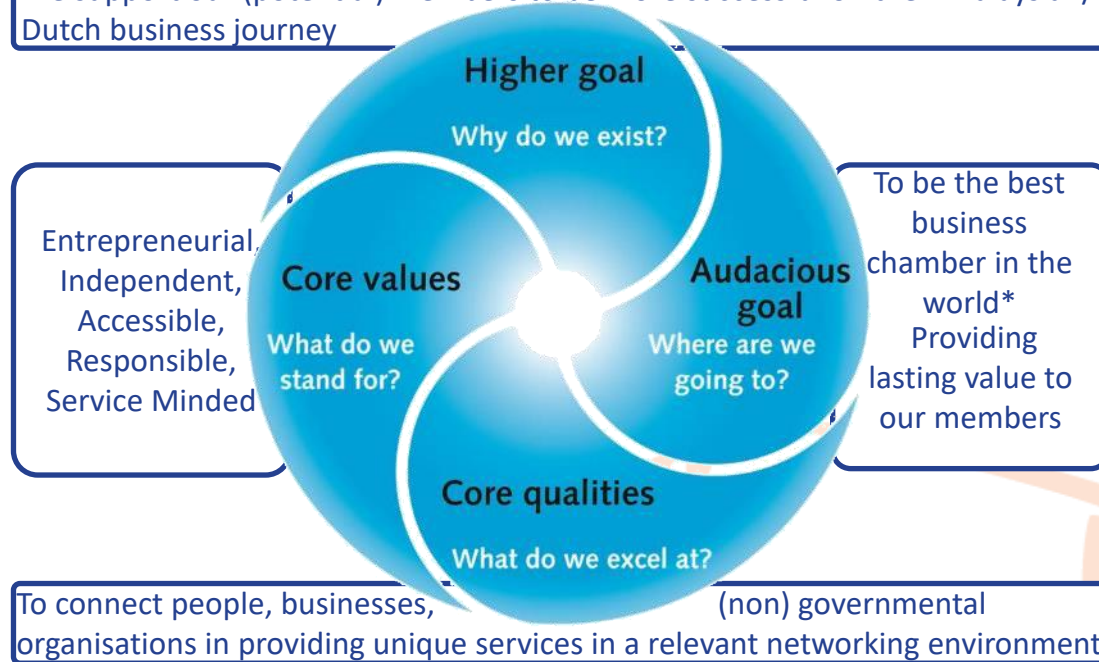 Dutch business journey
Higher goal
Why do we exist?
Entrepreneurial,
Independent,
Accessible,
Responsible,
Service Minded
Core values
What do we
stand for?
Audacious
goal
Where are we
going to?
To be the best
business
chamber in the
world*
Providing
lasting value to
our members
Core qualities
What do we excel at?
To connect people, businesses, (non) governmental
organisations in providing unique services in a relevant networking environment